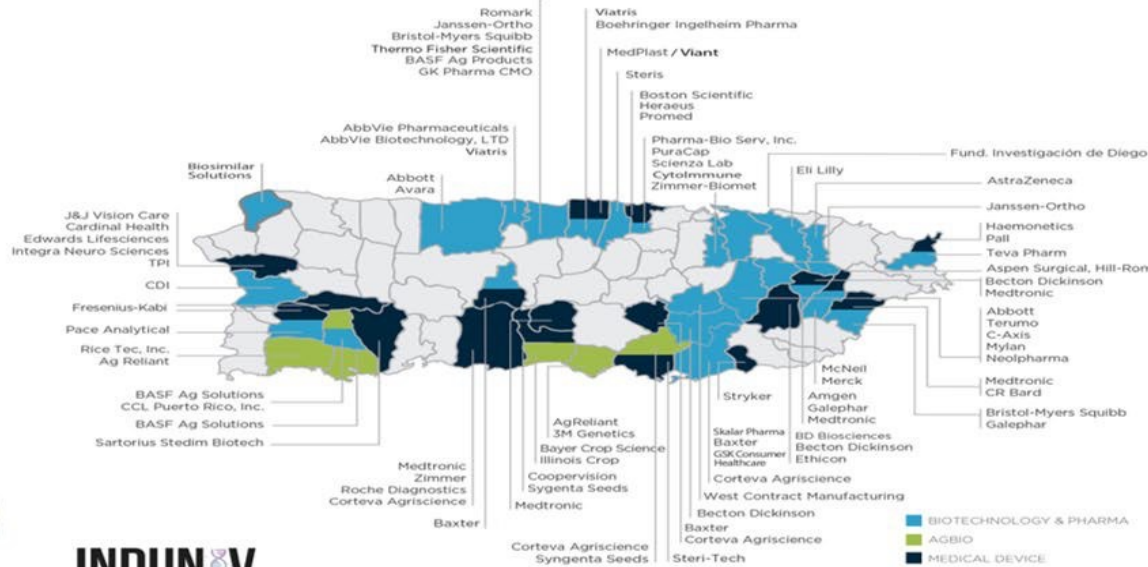 Romark
Janssen-Ortho
Bristol-Myers Squibb
Thermo Fisher Scientific
BASF Ag Products
GK Pharma CMO
Viatris
Boehringer Ingelheim Pharma
MedPlast / Viant
Steris
Boston Scientific
Heraeus
Promed
AbbVie Pharmaceuticals
AbbVie Biotechnology, LTD
Viatris
Pharma-Bio Serv, Inc.
PuraCap
Scienza Lab
CytoImmune
Zimmer-Biomet
Fund. Investigación de Diego
Eli Lilly
AstraZeneca
Janssen-Ortho
Biosimilar
Solutions
Abbott
Avara
J&J Vision Care
Cardinal Health
Edwards Lifesciences
Integra Neuro Sciences
TPI
CDI
Fresenius-Kabi
Pace Analytical
Rice Tec, Inc.
Ag Reliant
Haemonetics
Pall
Teva Pharm
Aspen Surgical, Hill-Rom
Becton Dickinson
Medtronic
Abbott
Terumo
C-Axis
Mylan
Neolpharma
Medtronic
CR Bard
Bristol-Myers Squibb
Galephar
BASF Ag Solutions
CCL Puerto Rico, Inc.
BASF Ag Solutions
Sartorius Stedim Biotech
Medtronic
Zimmer
Roche Diagnostics
Corteva Agriscience
Baxter
AgReliant
3M Genetics
Bayer Crop Science
Illinois Crop
Coopervision
Sygenta Seeds
Medtronic
Corteva Agriscience
Syngenta Seeds
Steri-Tech
Baxter
Corteva Agriscience
Becton Dickinson
West Contract Manufacturing
Corteva Agriscience
Skalar Pharma
Baxter
GSK Consumer
Healthcare
Stryker
BD Biosciences
Becton Dickinson
Ethicon
Amgen
Galephar
Medtronic
McNeil
Merck
BIOTECHNOLOGY & PHARMA
AGBIO
MEDICAL DEVICE